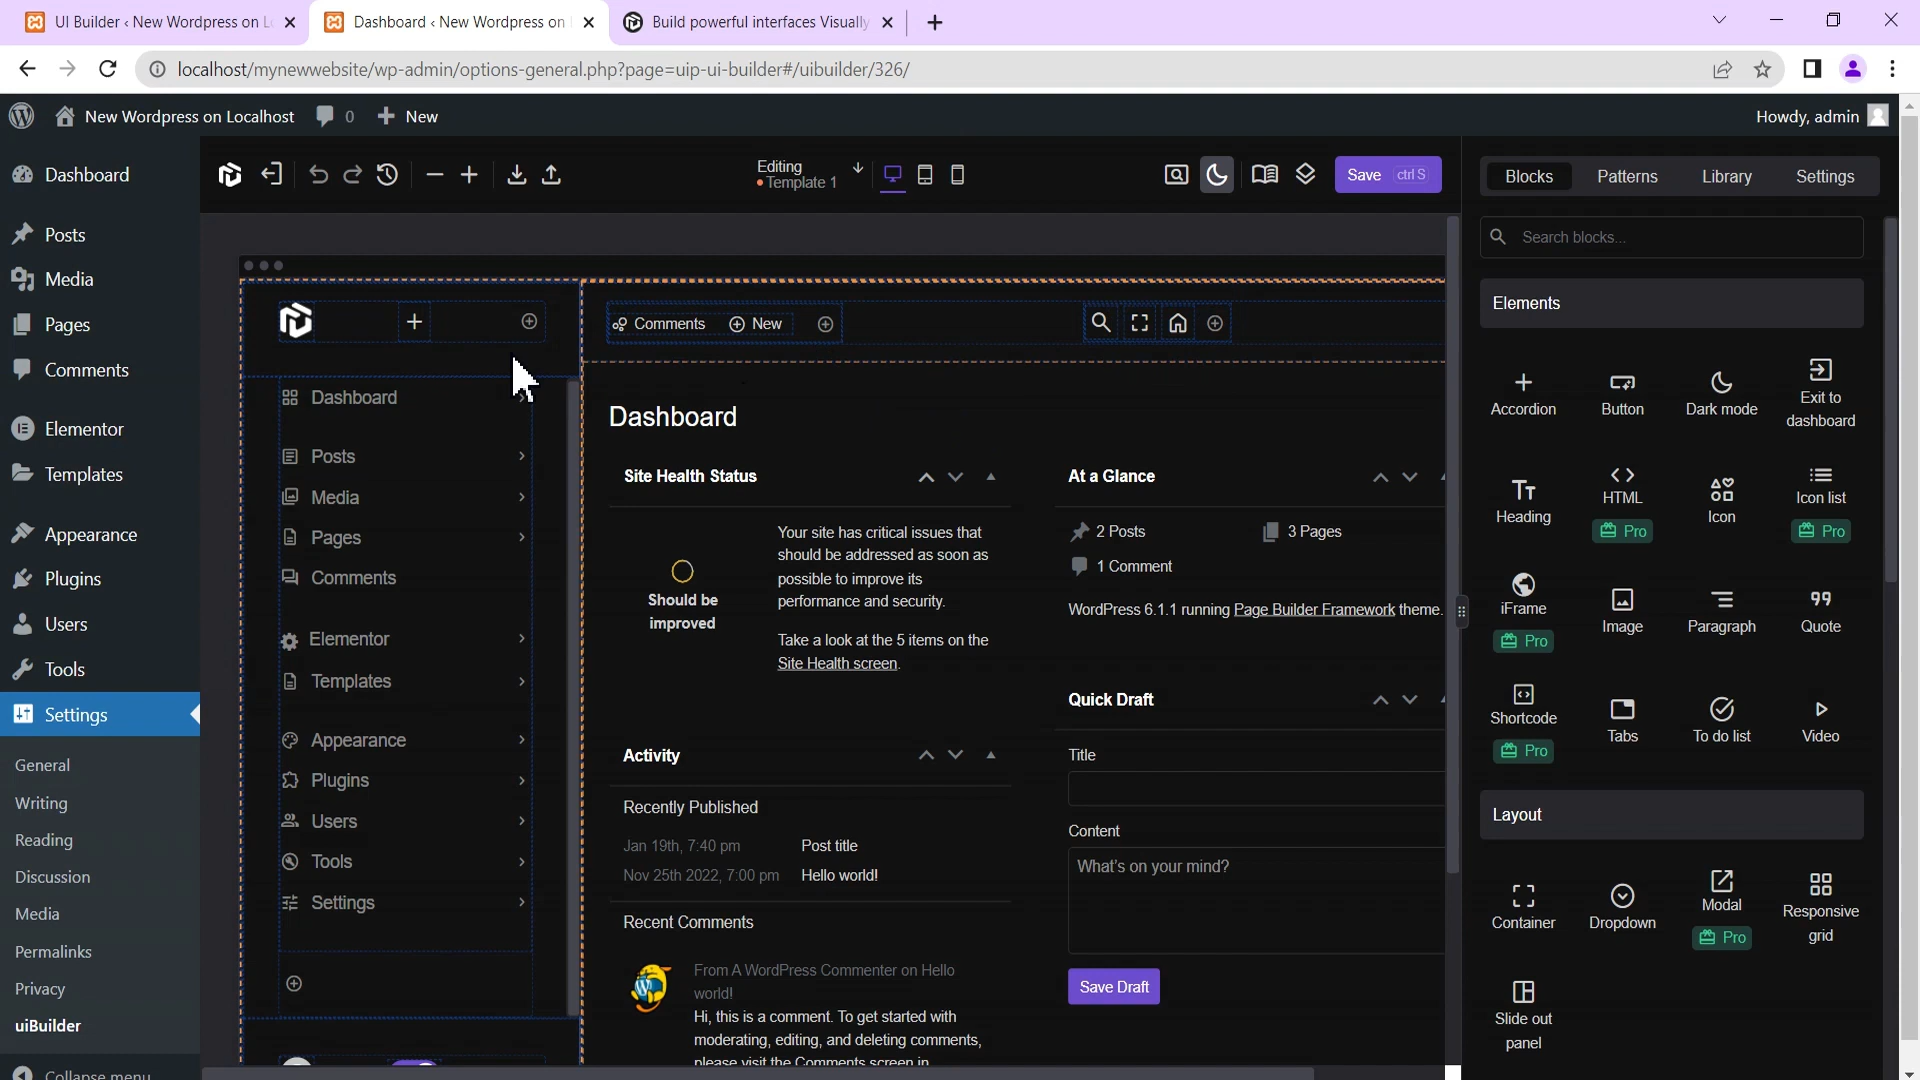 UI Builder ‹ New Wordpress on L
Dashboard ‹ New Wordpress on
Build powerful interfaces Visually
localhost/mynewwebsite/wp-admin/options-general.php?page=uip-ui-builder#/uibuilder/326/
New Wordpress on Localhost
0
New
Howdy, admin
Dashboard
Posts
Media
Pages
Comments
Elementor
Templates
Appearance
Plugins
Users
Tools
Settings
General
Writing
Reading
Discussion
Media
Permalinks
Privacy
uiBuilder
Collapse menu
Editing
Template 1
Save ctrl S
Comments
New
Dashboard
Posts
Media
Pages
Comments
Elementor
Templates
Appearance
Plugins
Users
Tools
Settings
Dashboard
Site Health Status
Should be
improved
Your site has critical issues that
should be addressed as soon as
possible to improve its
performance and security.
Take a look at the 5 items on the
Site Health screen.
Activity
Recently Published
Jan 19th, 7:40 pm Post title
Nov 25th 2022, 7:00 pm Hello world!
Recent Comments
From A WordPress Commenter on Hello
world!
Hi, this is a comment. To get started with
moderating, editing, and deleting comments,
please visit the Comments screen in
At a Glance
2 Posts
3 Pages
1 Comment
WordPress 6.1.1 running Page Builder Framework theme.
Quick Draft
Title
Content
What's on your mind?
Save Draft
Blocks
Patterns
Library
Settings
Search blocks...
Elements
Accordion
Button
Dark mode
Exit to
dashboard
Heading
HTML
Pro
Icon
Icon list
Pro
iFrame
Pro
Image
Paragraph
Quote
Shortcode
Pro
Tabs
To do list
Video
Layout
Container
Dropdown
Modal
Pro
Responsive
grid
Slide out
panel